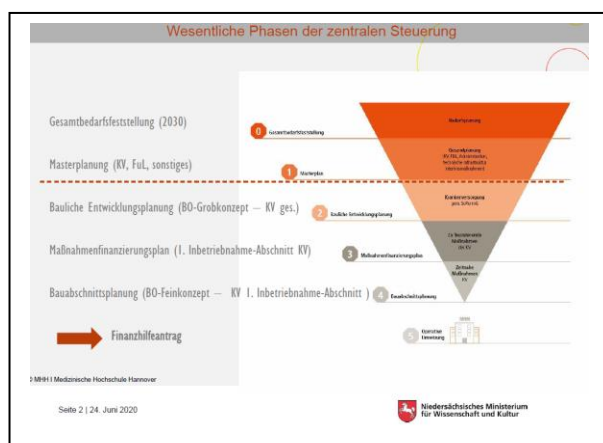 Wesentliche Phasen der zentralen Steuerung
Gesamtbedarfsfeststellung (2030)
Masterplanung (KV, FuL, sonstiges)
Bauliche Entwicklungsplanung (BO-Grobkonzept – KV ges.)
Maßnahmenfinanzierungsplan (1. Inbetriebnahme-Abschnitt KV)
Bauabschnittsplanung (BO-Feinkonzept – KV 1. Inbetriebnahme-Abschnitt )
Finanzhilfeantrag
0 Gesamtbedarfsfeststellung
1 Masterplan
2 Bauliche Entwicklungsplanung
3 Maßnahmenfinanzierungsplan
4 Bauabschnittsplanung
5
Krankenversorgung
Maßnahmen
der KV
Zentrale
Maßnahmen
KV
MHH I Medizinische Hochschule Hannover
Seite 2 | 24. Juni 2020
Niedersächsisches Ministerium
für Wissenschaft und Kultur